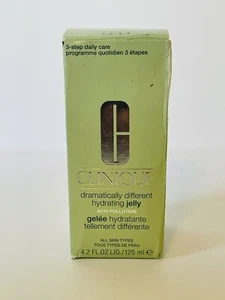 3-step daily care
programme quotidien 3 étapes
CLINIQUE
dramatically different
hydrating jelly
ANTI-POLLUTION
gelée hydratante
tellement différente
ALL SKIN TYPES
TOUS TYPES DE PEAU
4.2 FL.OZ.LIQ./125 ml e